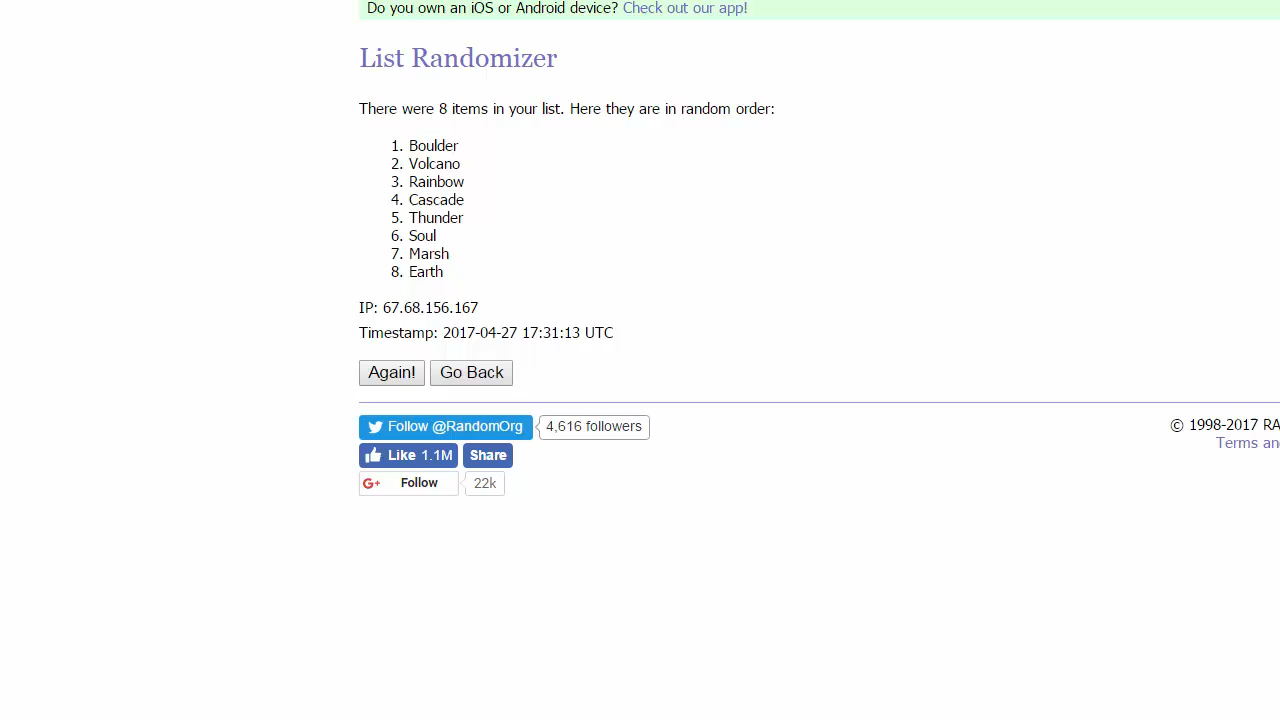 Do you own an iOS or Android device? Check out our app!
List Randomizer
There were 8 items in your list. Here they are in random order:
1. Boulder
2. Volcano
3. Rainbow
4. Cascade
5. Thunder
6. Soul
7. Marsh
8. Earth
IP: 67.68.156.167
Timestamp: 2017-04-27 17:31:13 UTC
Again! Go Back
Follow @RandomOrg 4,616 followers
© 1998-2017 RA
Terms an
Like 1.1M Share
G+ Follow 22k